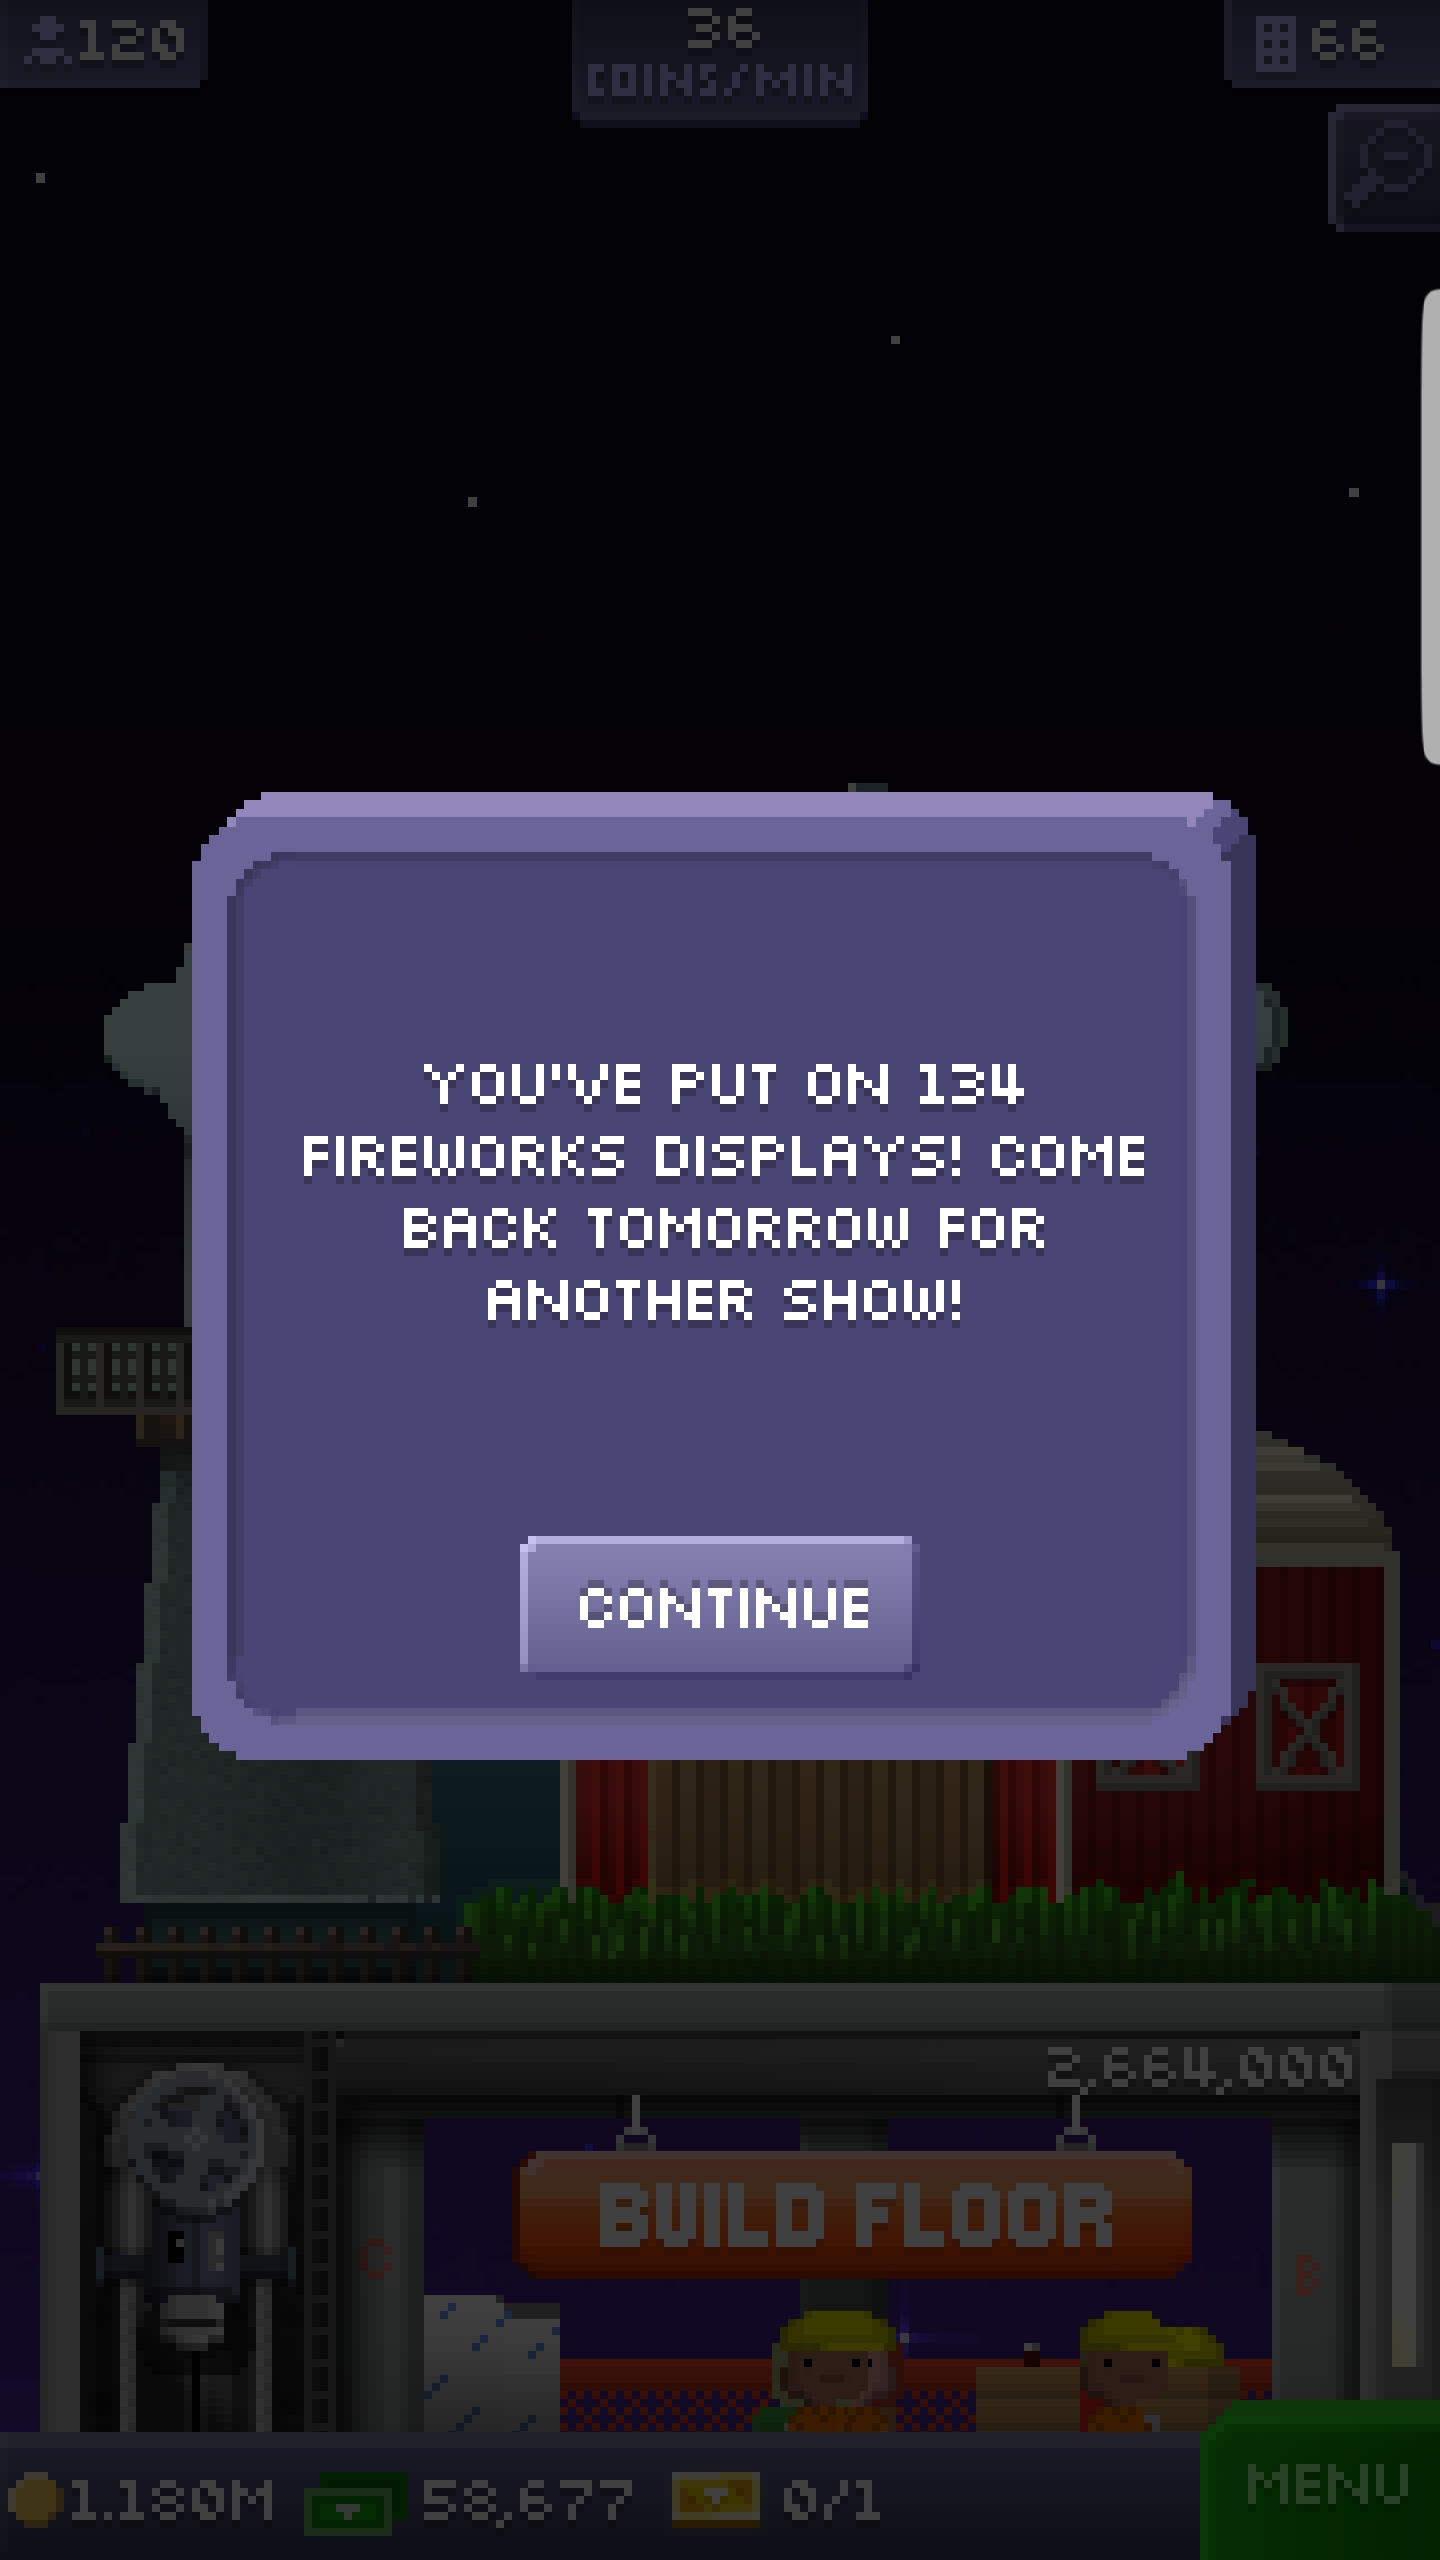 120
36
COINS/MIN
66
YOU'VE PUT ON 134
FIREWORKS DISPLAYS! COME
BACK TOMORROW FOR
ANOTHER SHOW!
CONTINUE
2,664,000
BUILD FLOOR
C
B
1.180M
58,677
0/1
MENU